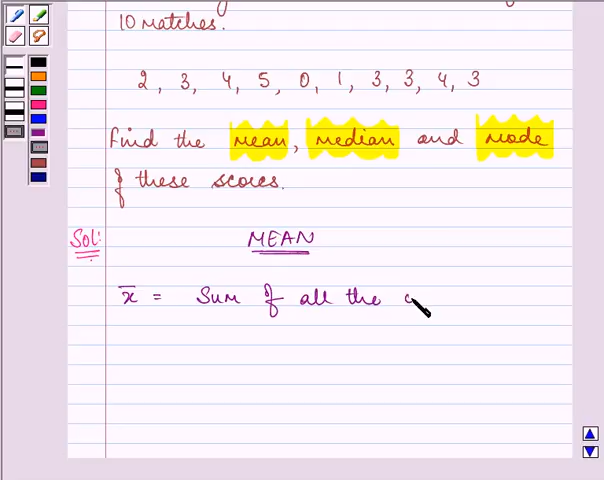 10 matches.
2, 3, 4, 5, 0, 1, 3, 3, 4, 3
Find the mean, median and mode
of these scores.
Sol:
MEAN
x̅ = Sum of all the